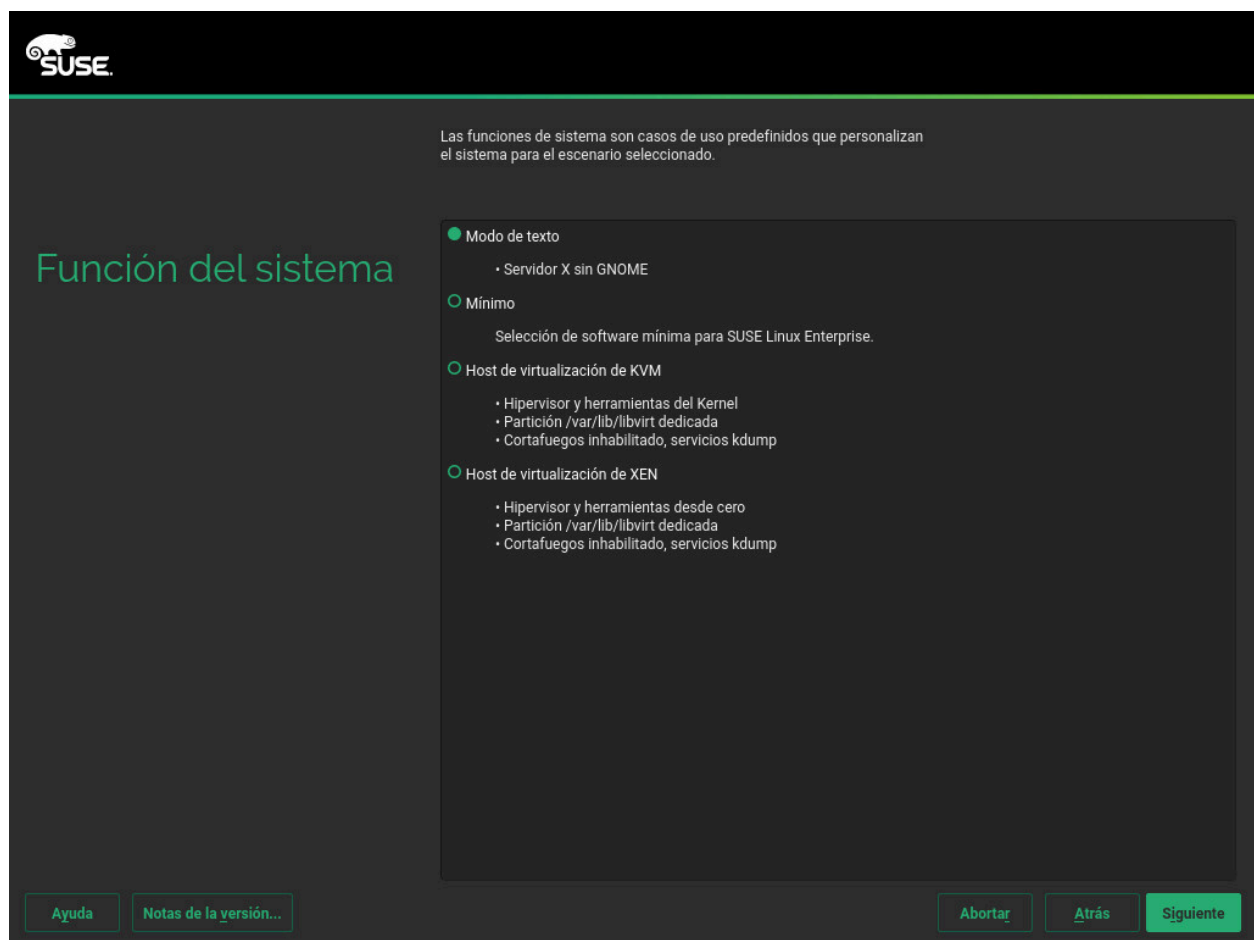 SUSE.
Las funciones de sistema son casos de uso predefinidos que personalizan
el sistema para el escenario seleccionado.
Función del sistema
Modo de texto
• Servidor X sin GNOME
Mínimo
Selección de software mínima para SUSE Linux Enterprise.
Host de virtualización de KVM
• Hipervisor y herramientas del Kernel
• Partición /var/lib/libvirt dedicada
• Cortafuegos inhabilitado, servicios kdump
Host de virtualización de XEN
• Hipervisor y herramientas desde cero
• Partición /var/lib/libvirt dedicada
• Cortafuegos inhabilitado, servicios kdump
Ayuda
Notas de la versión...
Abortar
Atrás
Siguiente